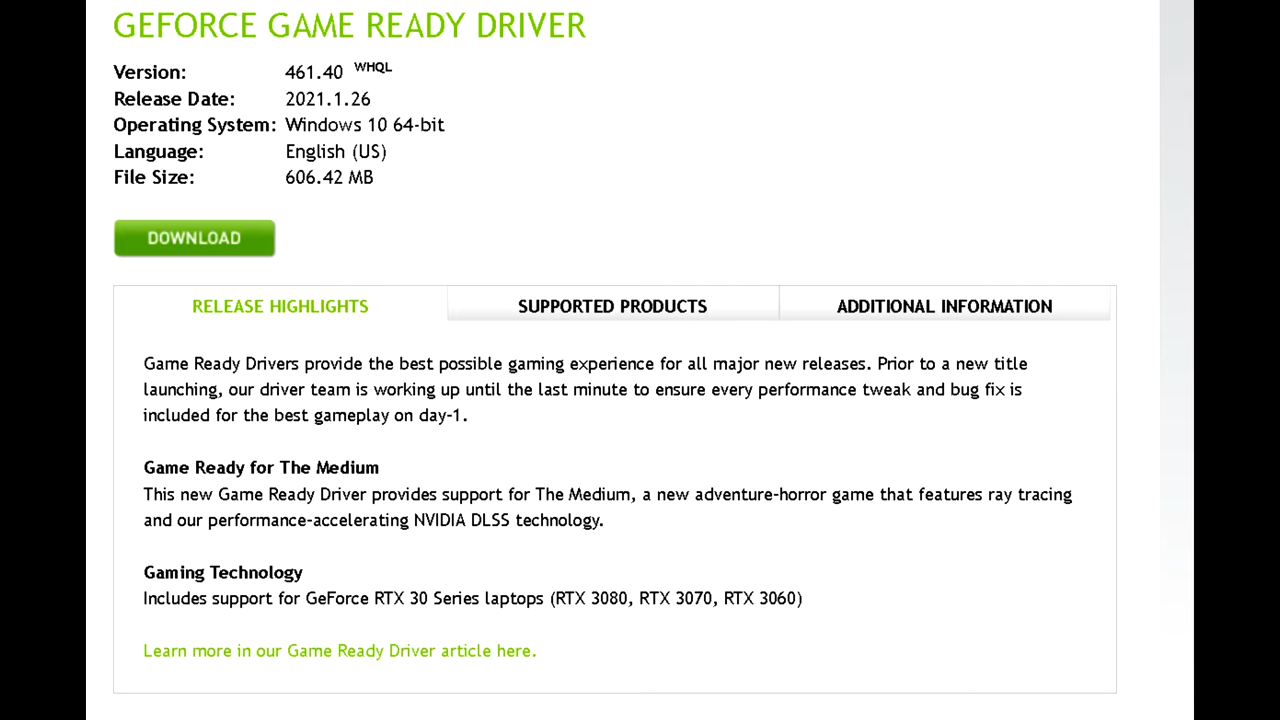 GEFORCE GAME READY DRIVER
Version: 461.40 WHQL
Release Date: 2021.1.26
Operating System: Windows 10 64-bit
Language: English (US)
File Size: 606.42 MB
DOWNLOAD
RELEASE HIGHLIGHTS SUPPORTED PRODUCTS ADDITIONAL INFORMATION
Game Ready Drivers provide the best possible gaming experience for all major new releases. Prior to a new title
launching, our driver team is working up until the last minute to ensure every performance tweak and bug fix is
included for the best gameplay on day-1.
Game Ready for The Medium
This new Game Ready Driver provides support for The Medium, a new adventure-horror game that features ray tracing
and our performance-accelerating NVIDIA DLSS technology.
Gaming Technology
Includes support for GeForce RTX 30 Series laptops (RTX 3080, RTX 3070, RTX 3060)
Learn more in our Game Ready Driver article here.